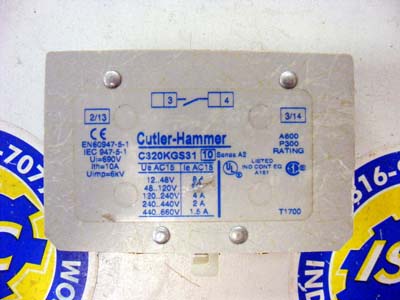 3 4
2/13
3/14
CE
EN60947-5-1
IEC 947-5-1
Ui=690V
Ith=10A
Uimp=6kV
Cutler-Hammer
C320KGS31 10 Series A2
Ue AC15 Ie AC15
12..48V
48..120V
120..240V 4 A
240..440V 2 A
440..660V 1.5 A
UL
LISTED
IND CONT EQ
A600
P300
RATING
T1700